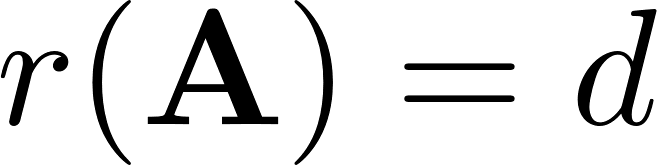 r(A) = d